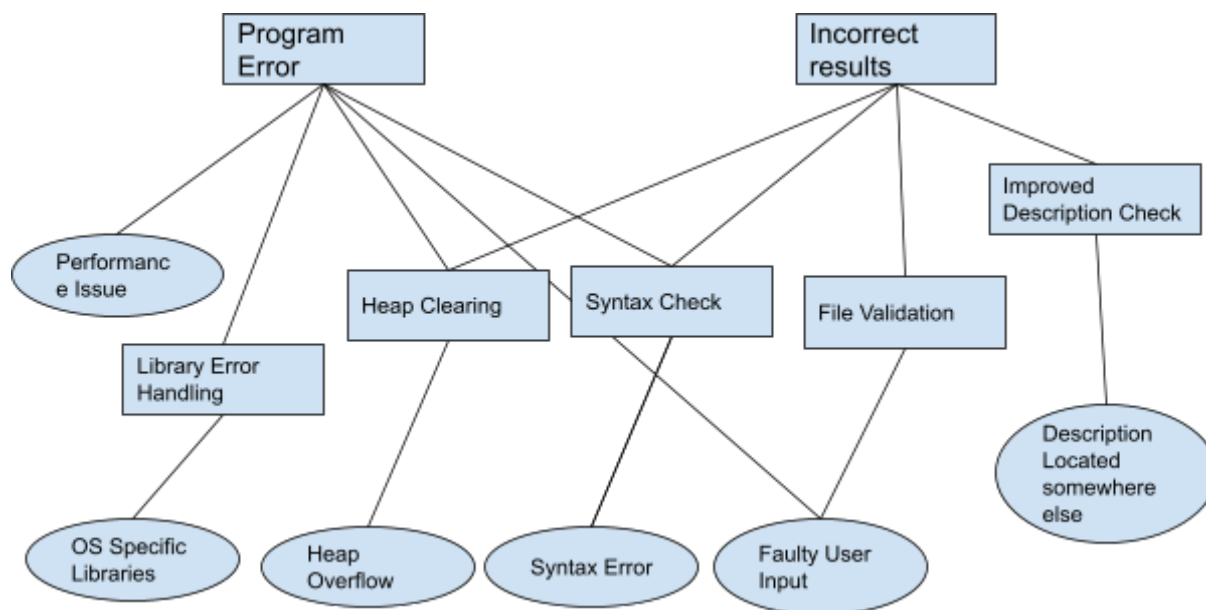 Program
Error
Incorrect
results
Improved
Description Check
Performanc
e Issue
Heap Clearing
Syntax Check
File Validation
Library Error
Handling
Description
Located
somewhere
else
OS Specific
Libraries
Heap
Overflow
Syntax Error
Faulty User
Input